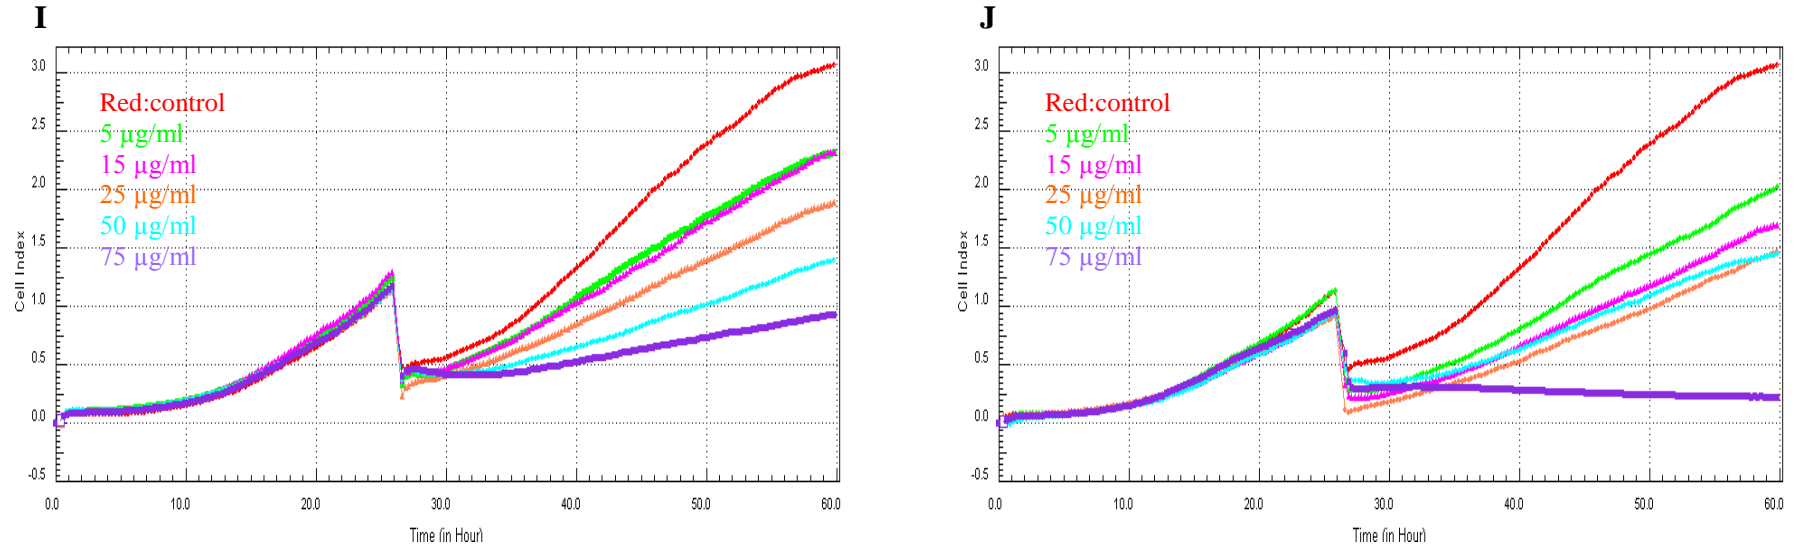 I
3.0
2.5
2.0
1.5
1.0
0.5
0.0
-0.5
Cell Index
Red:control
5 µg/ml
15 µg/ml
25 µg/ml
50 µg/ml
75 µg/ml
0.0 10.0 20.0 30.0 40.0 50.0 60.0
Time (in Hour)
J
3.0
2.5
2.0
1.5
1.0
0.5
0.0
-0.5
Cell Index
Red:control
5 µg/ml
15 µg/ml
25 µg/ml
50 µg/ml
75 µg/ml
0.0 10.0 20.0 30.0 40.0 50.0 60.0
Time (in Hour)